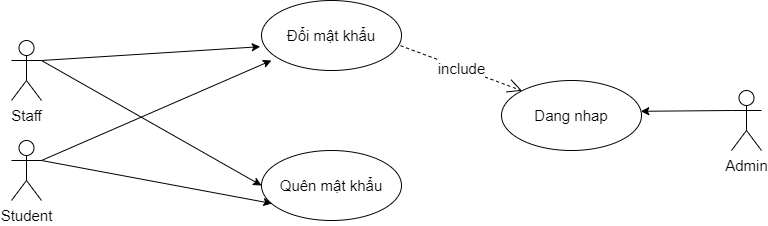 Đổi mật khẩu
include
Staff
Dang nhap
Admin
Quên mật khẩu
Student